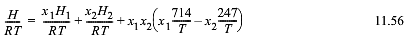 H/RT = x₁H₁/RT + x₂H₂/RT + x₁x₂(x₁ 714/T − x₂ 247/T) 11.56